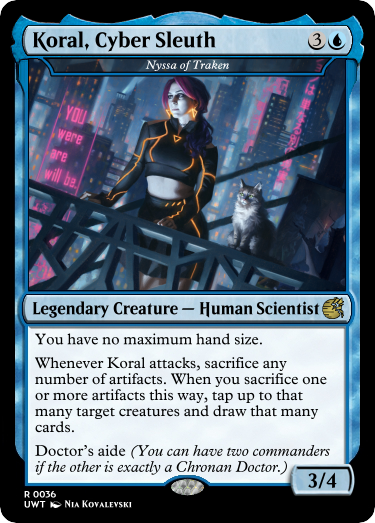 Koral, Cyber Sleuth 3
Nyssa of Traken
YOU
were
are
will be.
Legendary Creature — Human Scientist
You have no maximum hand size.
Whenever Koral attacks, sacrifice any
number of artifacts. When you sacrifice one
or more artifacts this way, tap up to that
many target creatures and draw that many
cards.
Doctor's aide (You can have two commanders
if the other is exactly a Chronan Doctor.)
3/4
R 0036
UWT Nia Kovalevski